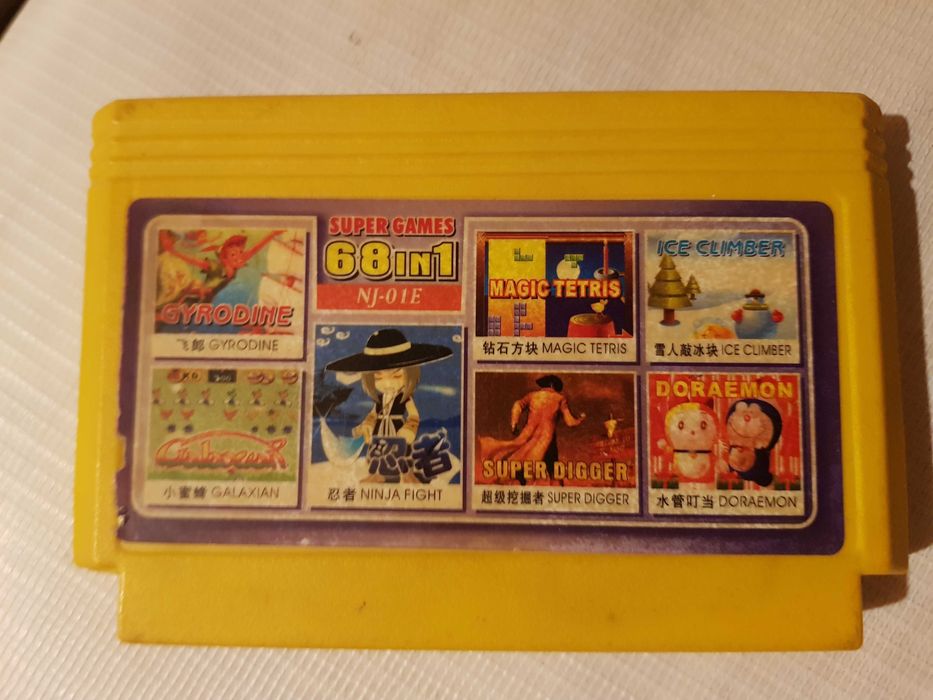 SUPER GAMES
68IN1
NJ-01E
GYRODINE
飞郎 GYRODINE
小蜜蜂 GALAXIAN
忍者
忍者 NINJA FIGHT
MAGIC TETRIS
钻石方块 MAGIC TETRIS
ICE CLIMBER
雪人敲冰块 ICE CLIMBER
SUPER DIGGER
超级挖掘者 SUPER DIGGER
DORAEMON
水管叮当 DORAEMON